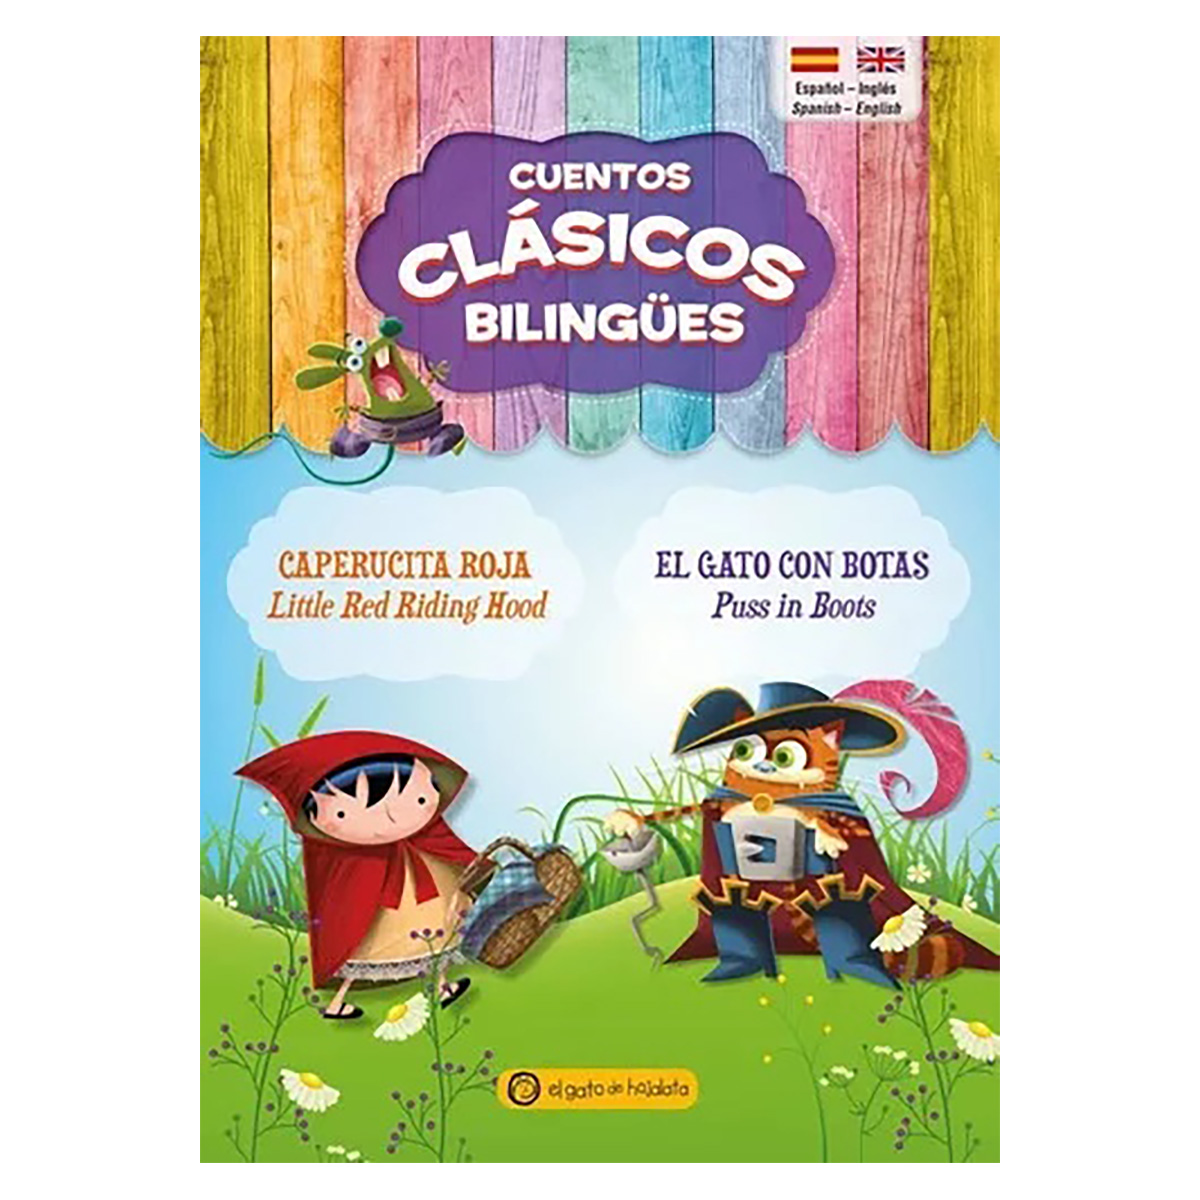 Español – Inglés
Spanish – English
CUENTOS
CLÁSICOS
BILINGÜES
CAPERUCITA ROJA
Little Red Riding Hood
EL GATO CON BOTAS
Puss in Boots
el gato de hojalata